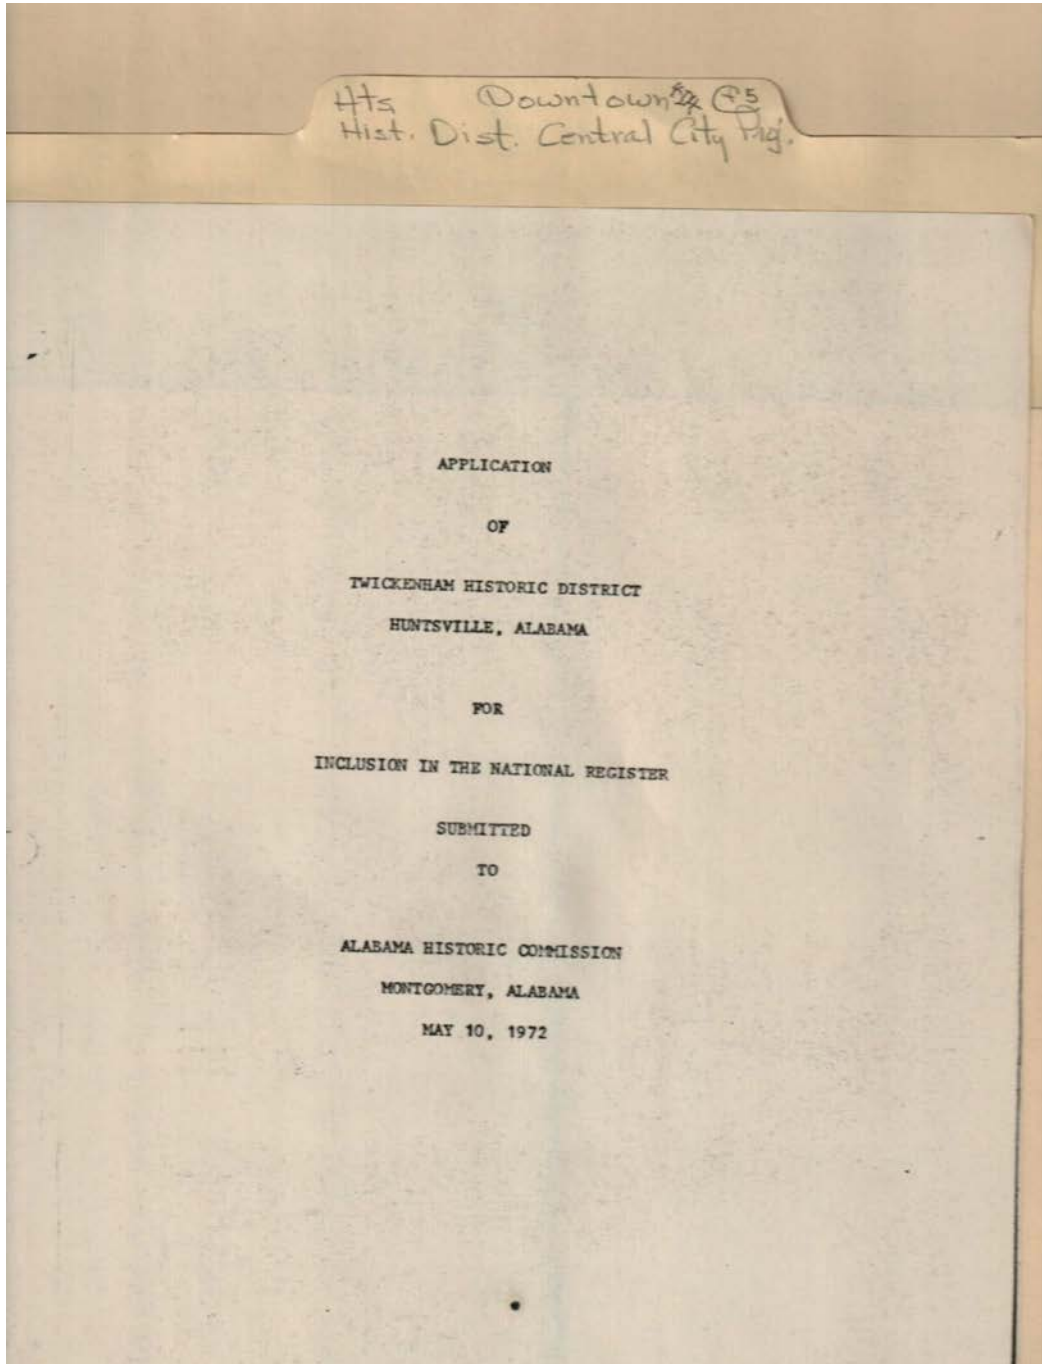 Hts Downtown
Hist. Dist. Central City Proj.
APPLICATION
OF
TWICKENHAM HISTORIC DISTRICT
HUNTSVILLE, ALABAMA
FOR
INCLUSION IN THE NATIONAL REGISTER
SUBMITTED
TO
ALABAMA HISTORIC COMMISSION
MONTGOMERY, ALABAMA
MAY 10, 1972